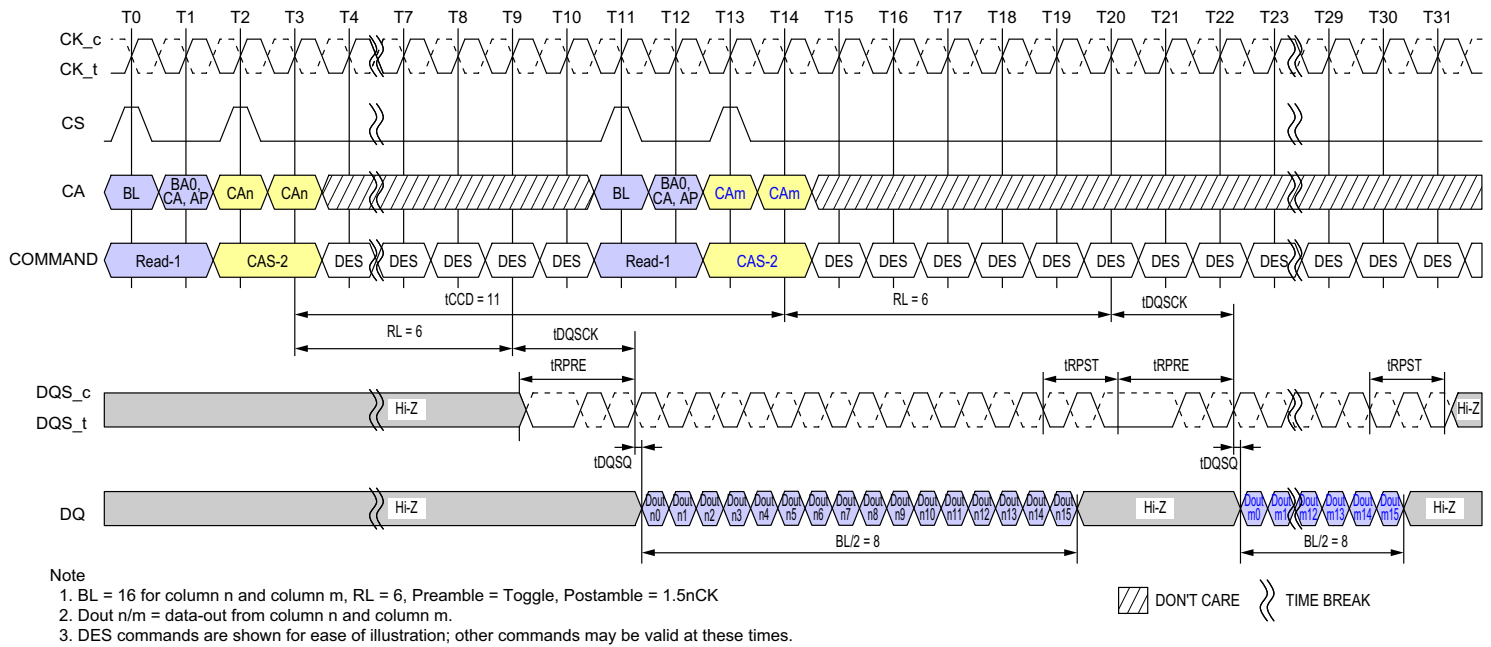 T0 T1 T2 T3 T4 T7 T8 T9 T10 T11 T12 T13 T14 T15 T16 T17 T18 T19 T20 T21 T22 T23 T29 T30 T31
CK_c
CK_t
CS
CA BL BA0, CA, AP CAn CAn BL BA0, CA, AP CAm CAm
COMMAND Read-1 CAS-2 DES DES DES DES DES Read-1 CAS-2 DES DES DES DES DES DES DES DES DES DES DES DES
tCCD = 11 RL = 6 tDQSCK
RL = 6 tDQSCK
tRPRE tRPST tRPRE tRPST
DQS_c
DQS_t
Hi-Z Hi-Z
tDQSQ tDQSQ
DQ Hi-Z Dout n0 Dout n1 Dout n2 Dout n3 Dout n4 Dout n5 Dout n6 Dout n7 Dout n8 Dout n9 Dout n10 Dout n11 Dout n12 Dout n13 Dout n14 Dout n15 Hi-Z Dout m0 Dout m1 Dout m12 Dout m13 Dout m14 Dout m15 Hi-Z
BL/2 = 8 BL/2 = 8
Note
1. BL = 16 for column n and column m, RL = 6, Preamble = Toggle, Postamble = 1.5nCK
2. Dout n/m = data-out from column n and column m.
3. DES commands are shown for ease of illustration; other commands may be valid at these times.
DON'T CARE TIME BREAK